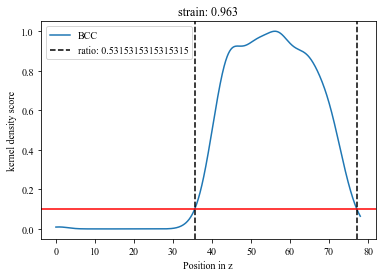 strain: 0.963
BCC
ratio: 0.5315315315315315
kernel density score
1.0
0.8
0.6
0.4
0.2
0.0
0 10 20 30 40 50 60 70 80
Position in z